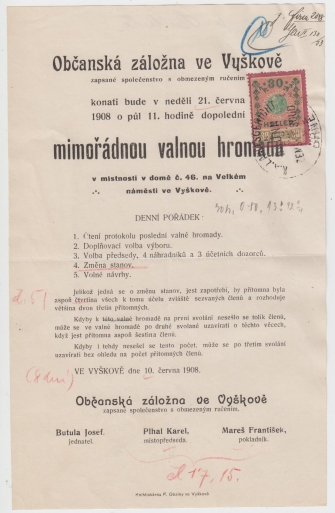 Občanská záložna ve Vyškově
zapsané společenstvo s obmezeným ručením
konati bude v neděli 21. června
1908 o půl 11. hodině dopolední
mimořádnou valnou hromadu
v místnosti v domě č. 46. na Velkém
náměstí ve Vyškově.
80
DENNÍ POŘÁDEK:
1. Čtení protokolu poslední valné hromady.
2. Doplňovací volba výboru.
3. Volba předsedy, 4 náhradníků a 3 účetních dozorců.
4. Změna stanov.
5. Volné návrhy.
Jelikož jedná se o změnu stanov, jest zapotřebí, by přítomna byla
aspoň čtvrtina všech k tomu účelu zvláště sezvaných členů a rozhoduje
většina dvou třetin přítomných.
Kdyby k této valné hromadě na první svolání nesešlo se tolik členů,
může se ve valné hromadě po druhé svolané uzavírati o těchto věcech,
když jest přítomna aspoň šestina členů.
Kdyby i tehdy nesešel se tento počet, může se po třetím svolání
uzavírati bez ohledu na počet přítomných členů.
VE VYŠKOVĚ dne 10. června 1908.
Občanská záložna ve Vyškově
zapsané společenstvo s obmezeným ručením.
Butula Josef. Plhal Karel, Mareš František,
jednatel. místopředseda. pokladník.
17. 15.
Knihtiskárna F. Obziny ve Vyškově